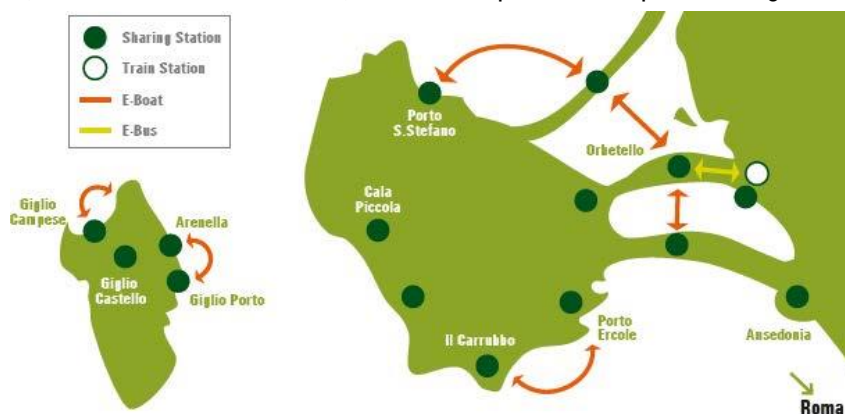 Sharing Station
Train Station
E-Boat
E-Bus
Porto
S.Stefano
Orbetello
Cala
Piccola
Giglio
Campese
Arenella
Giglio
Castello
Giglio Porto
Il Carrubbo
Porto
Ercole
Ansedonia
Roma